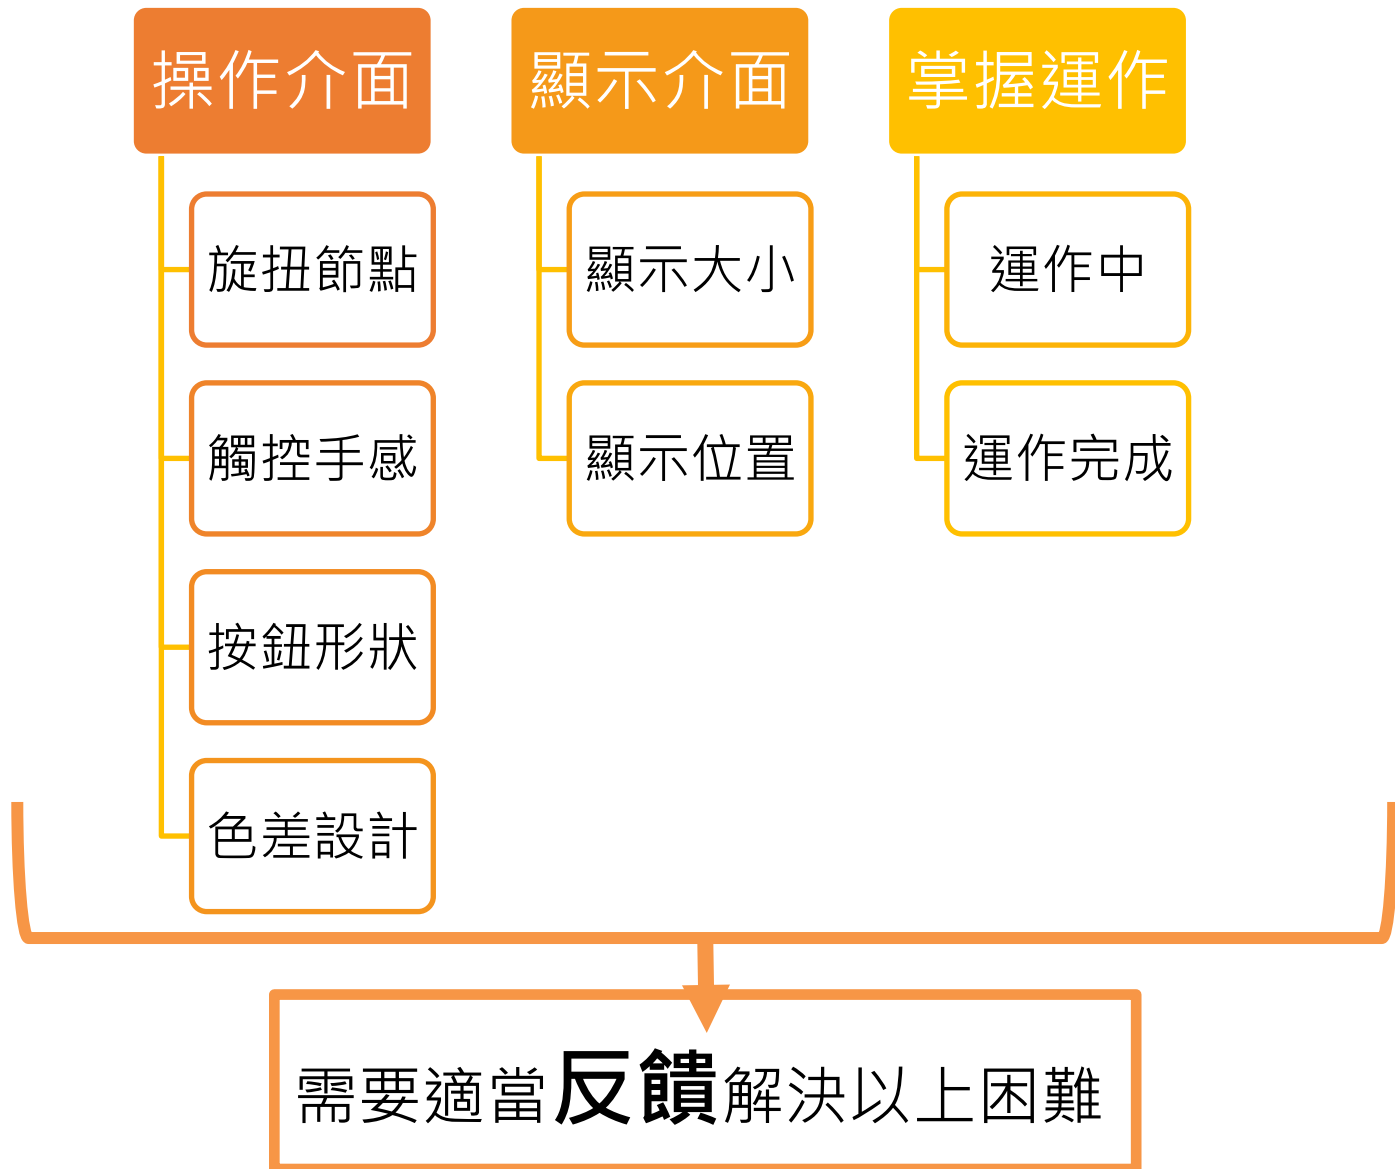 操作介面
旋扭節點
觸控手感
按鈕形狀
色差設計
顯示介面
顯示大小
顯示位置
掌握運作
運作中
運作完成
需要適當反饋解決以上困難